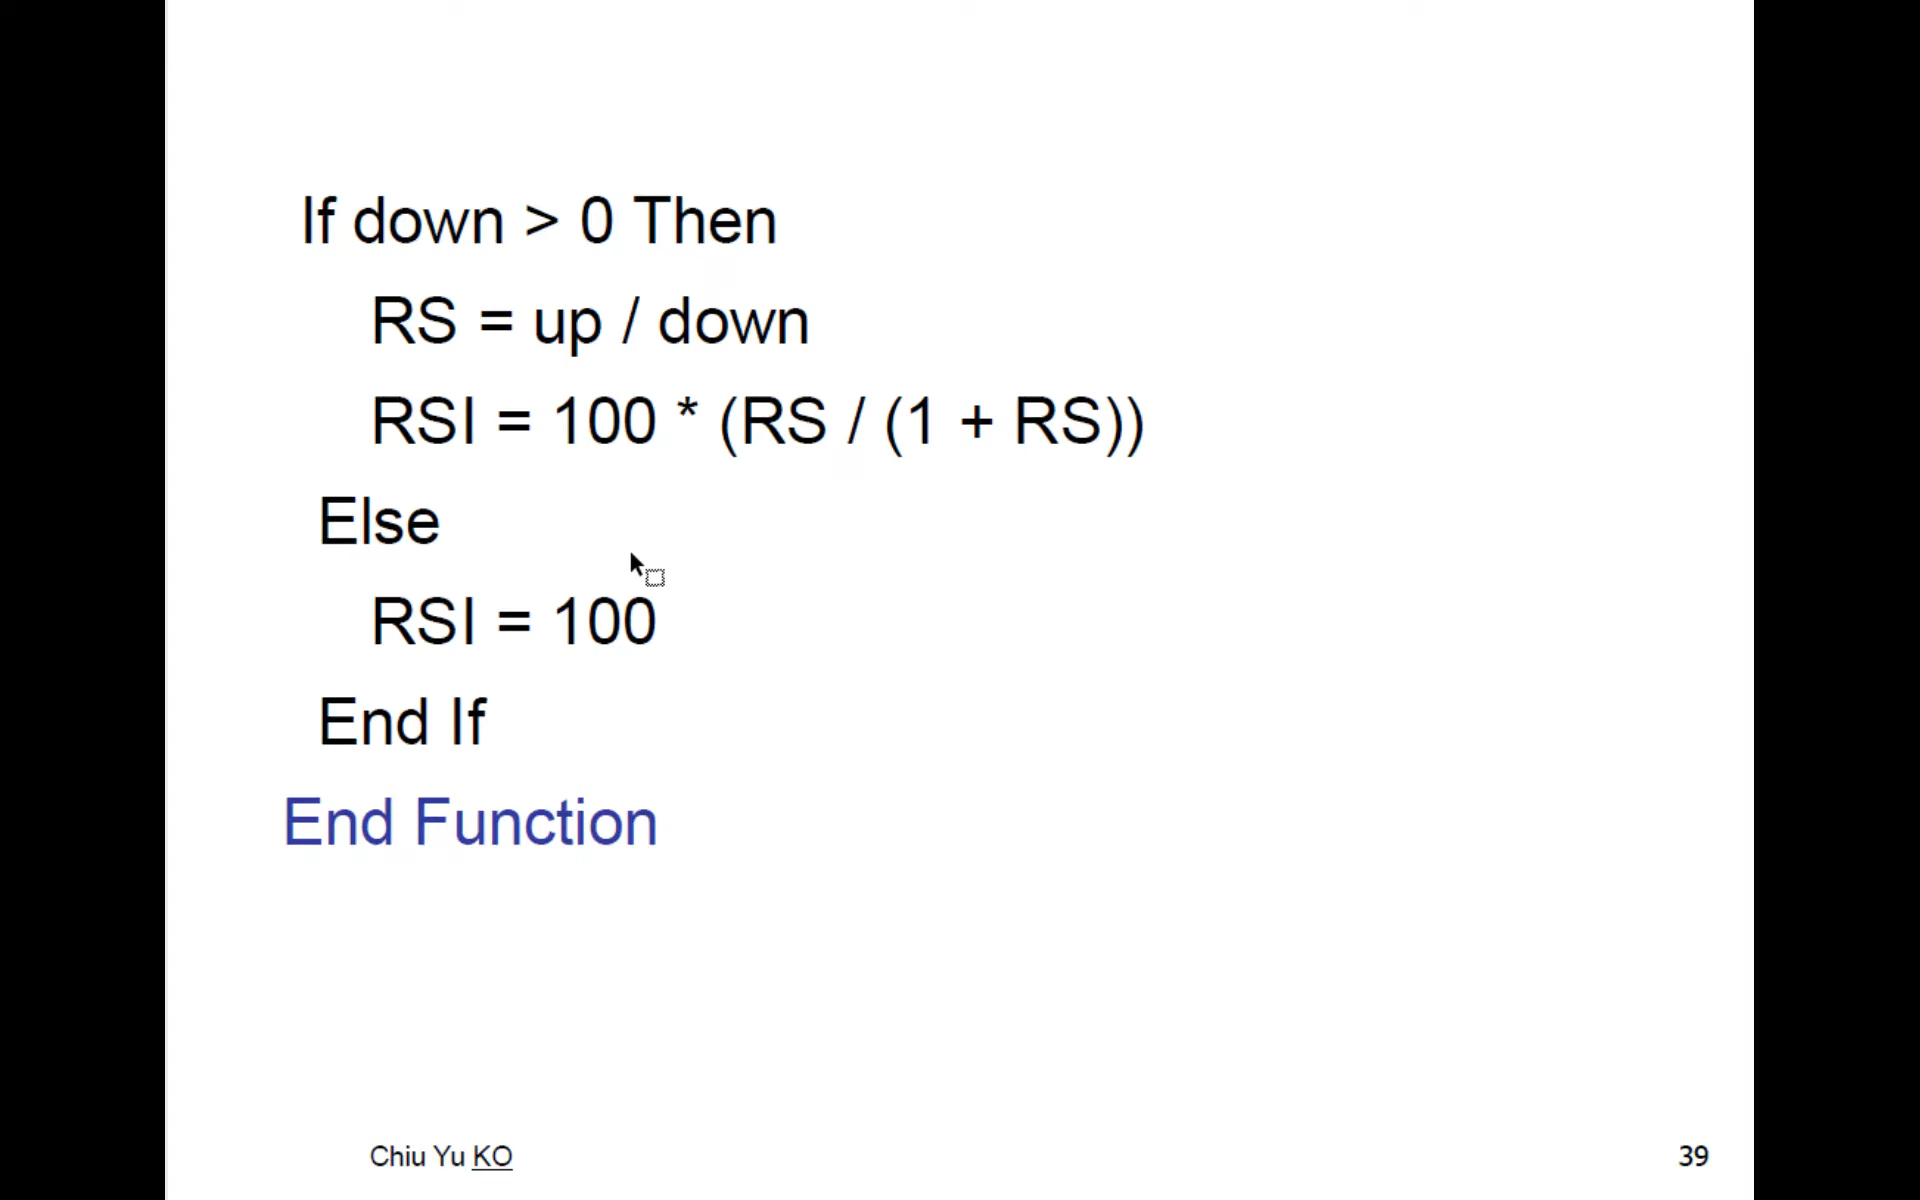 If down > 0 Then
RS = up / down
RSI = 100 * (RS / (1 + RS))
Else
RSI = 100
End If
End Function
Chiu Yu KO
39